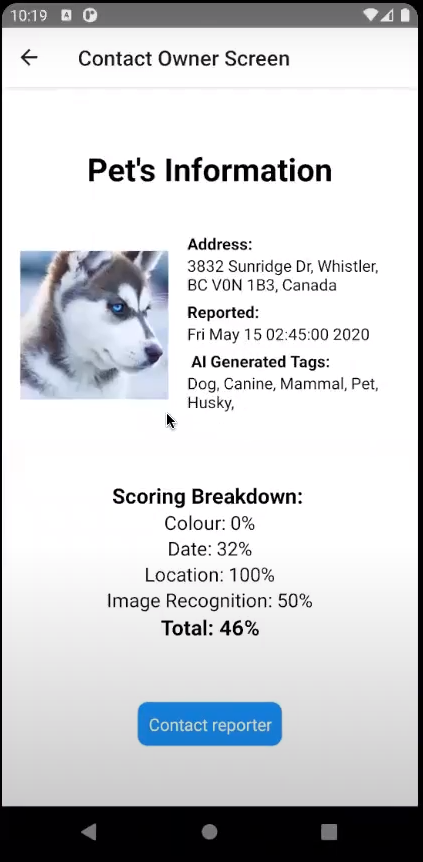 10:19
Contact Owner Screen
Pet's Information
Address:
3832 Sunridge Dr, Whistler,
BC V0N 1B3, Canada
Reported:
Fri May 15 02:45:00 2020
AI Generated Tags:
Dog, Canine, Mammal, Pet,
Husky,
Scoring Breakdown:
Colour: 0%
Date: 32%
Location: 100%
Image Recognition: 50%
Total: 46%
Contact reporter